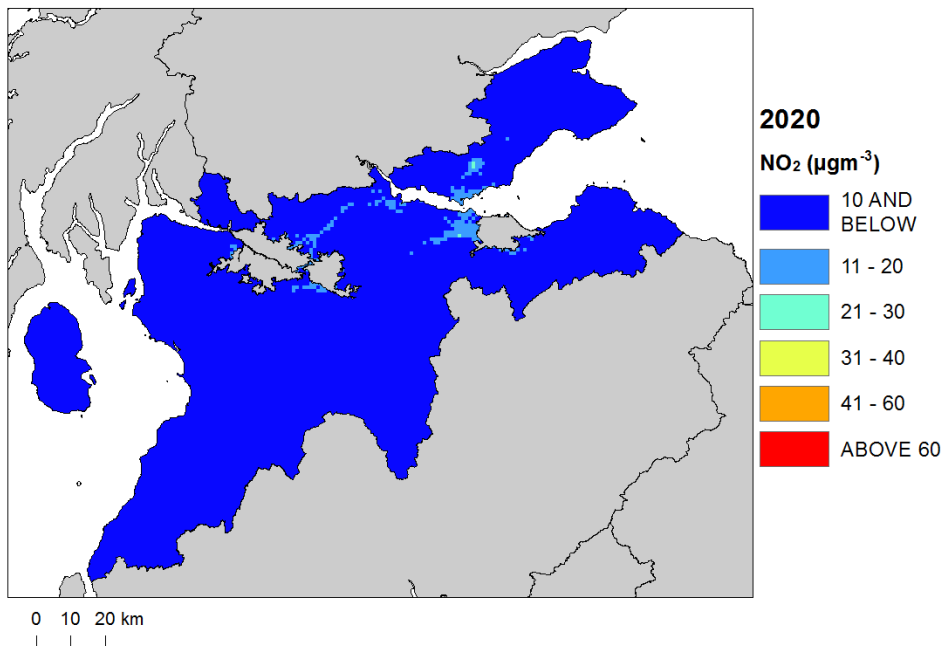 2020
NO₂ (µgm⁻³)
10 AND
BELOW
11 - 20
21 - 30
31 - 40
41 - 60
ABOVE 60
0 10 20 km